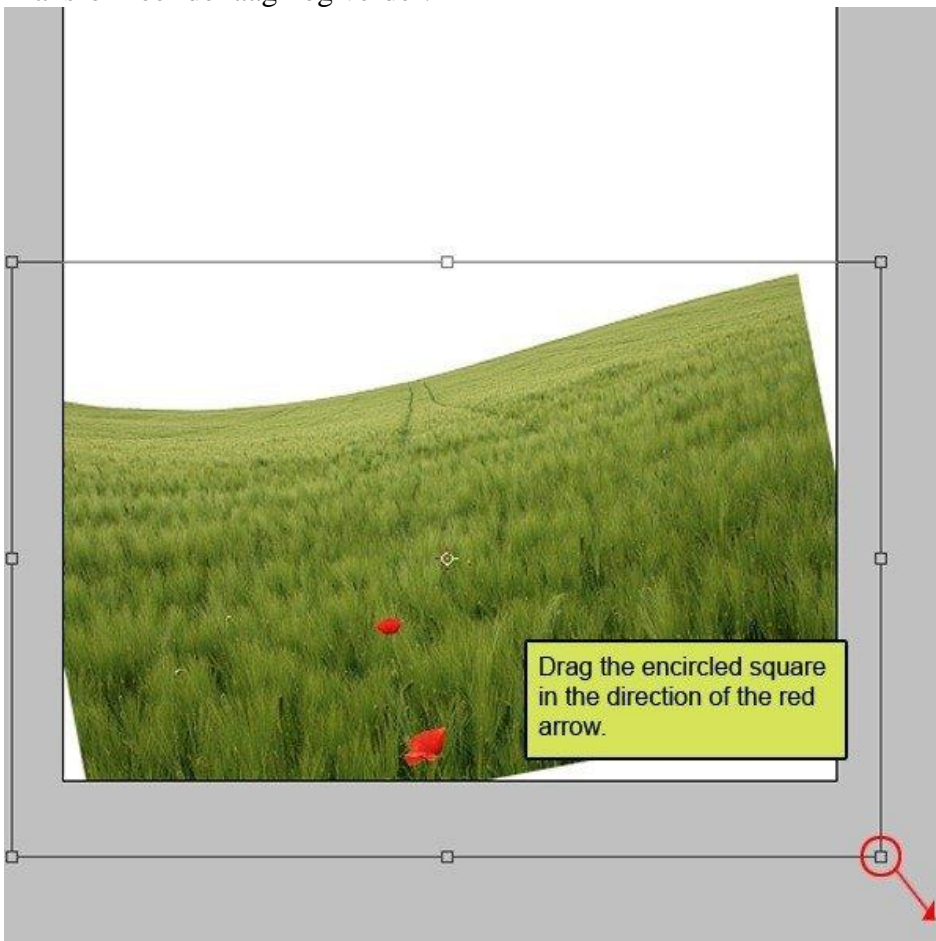 Drag the encircled square
in the direction of the red
arrow.